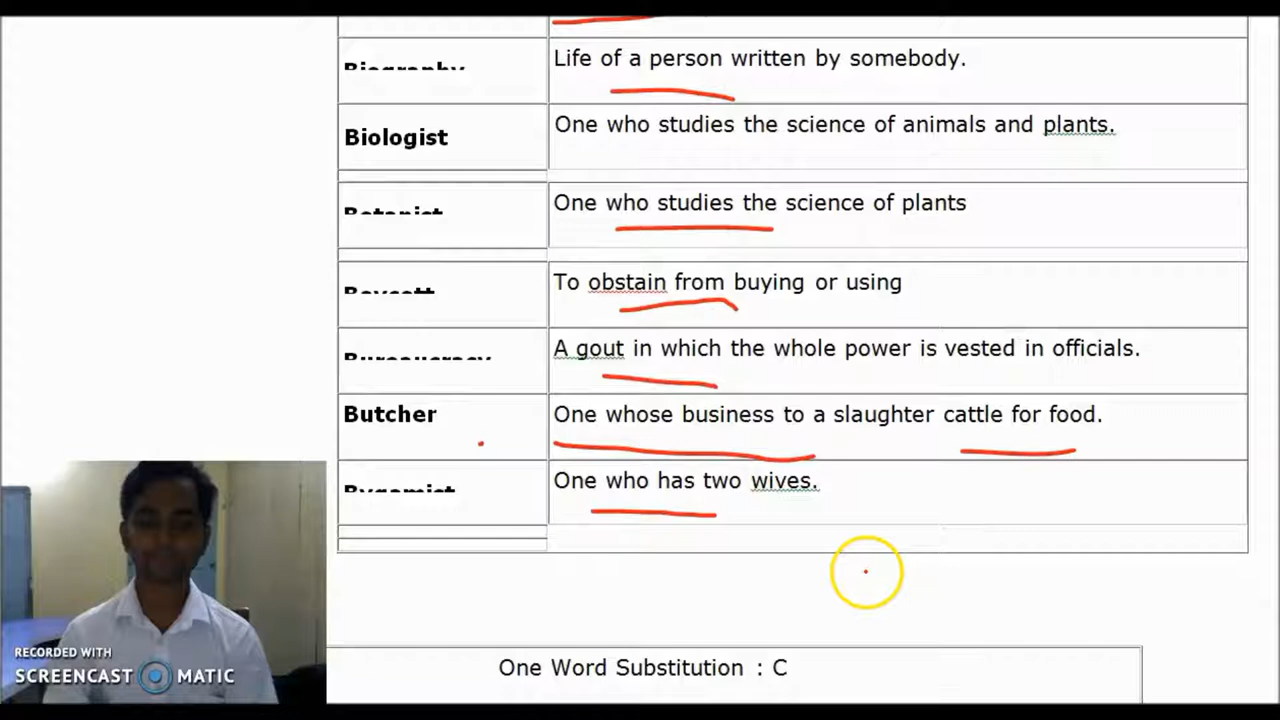 Life of a person written by somebody.
Biologist
One who studies the science of animals and plants.
One who studies the science of plants
To obstain from buying or using
A gout in which the whole power is vested in officials.
Butcher
One whose business to a slaughter cattle for food.
One who has two wives.
RECORDED WITH
SCREENCAST MATIC
One Word Substitution : C